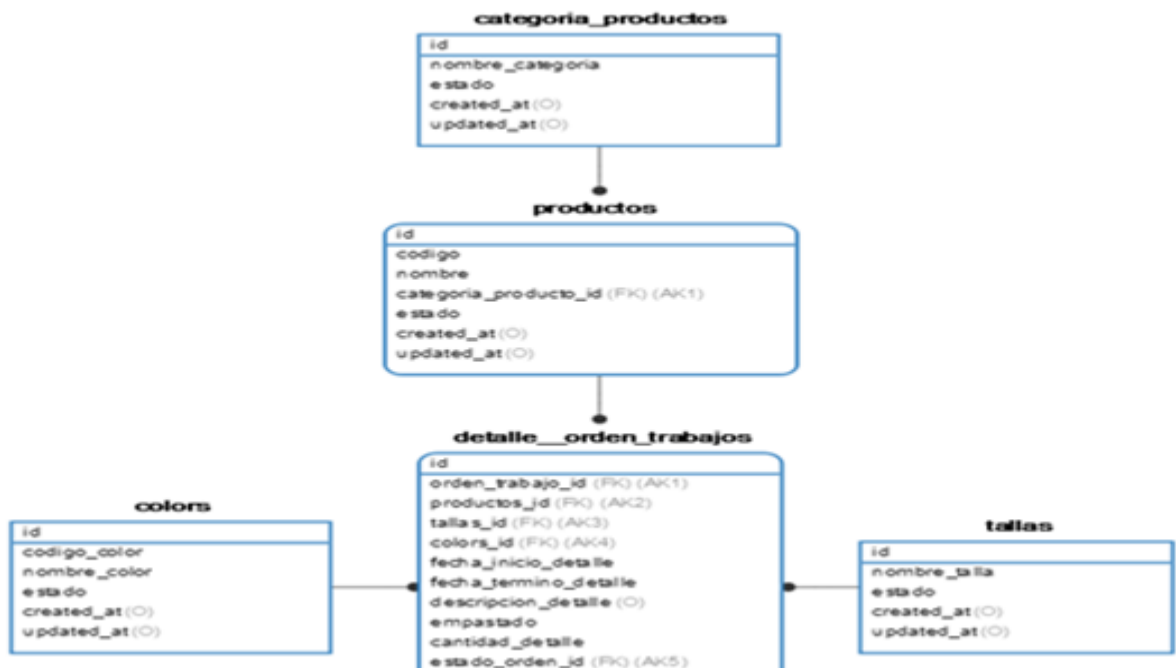 categoria_productos
id
nombre_categoria
estado
created_at (O)
updated_at (O)
productos
id
codigo
nombre
categoria_producto_id (FK) (AK1)
estado
created_at (O)
updated_at (O)
detalle__orden_trabajos
id
orden_trabajo_id (FK) (AK1)
productos_id (FK) (AK2)
tallas_id (FK) (AK3)
colors_id (FK) (AK4)
fecha_inicio_detalle
fecha_termino_detalle
descripcion_detalle (O)
empastado
cantidad_detalle
estado_orden_id (FK) (AK5)
colors
id
codigo_color
nombre_color
estado
created_at (O)
updated_at (O)
tallas
id
nombre_talla
estado
created_at (O)
updated_at (O)